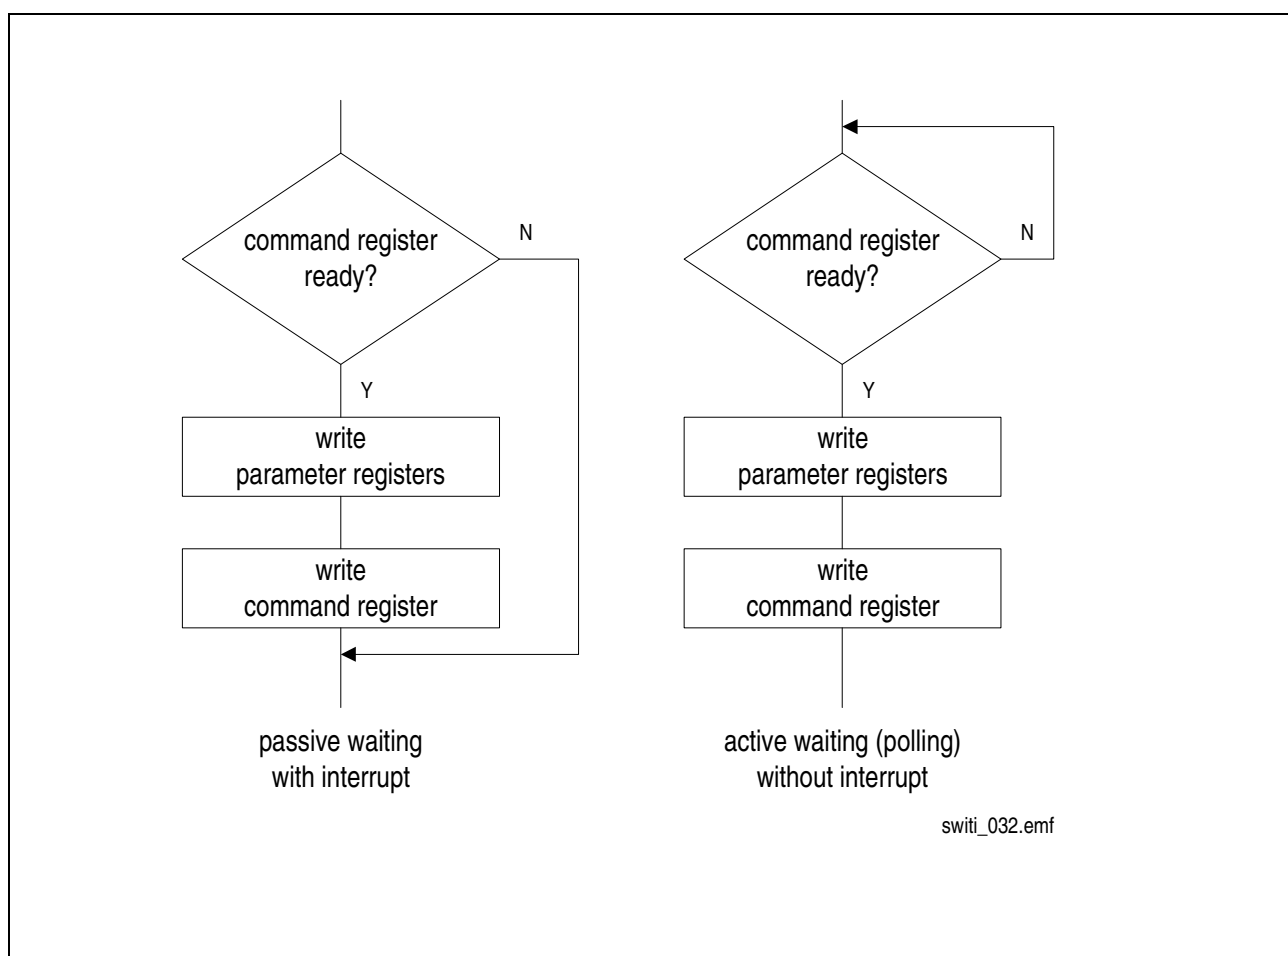 command register
ready?
N
Y
write
parameter registers
write
command register
passive waiting
with interrupt
command register
ready?
N
Y
write
parameter registers
write
command register
active waiting (polling)
without interrupt
switi_032.emf